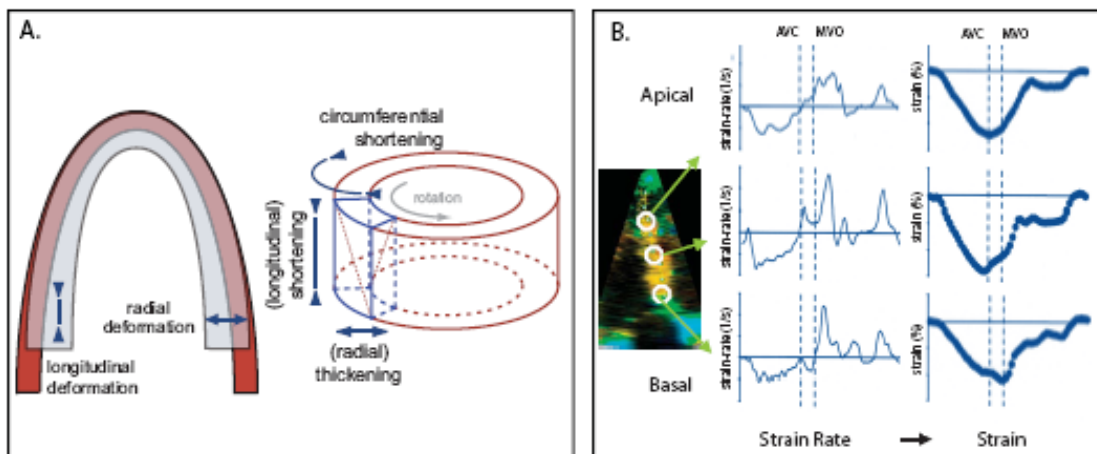 A.
circumferential
shortening
rotation
(longitudinal)
shortening
radial
deformation
longitudinal
deformation
(radial)
thickening
B.
AVC
MVO
AVC
MVO
Apical
strain-rate(1/s)
strain(%)
strain-rate(1/s)
strain(%)
strain-rate(1/s)
strain(%)
Basal
Strain Rate
Strain